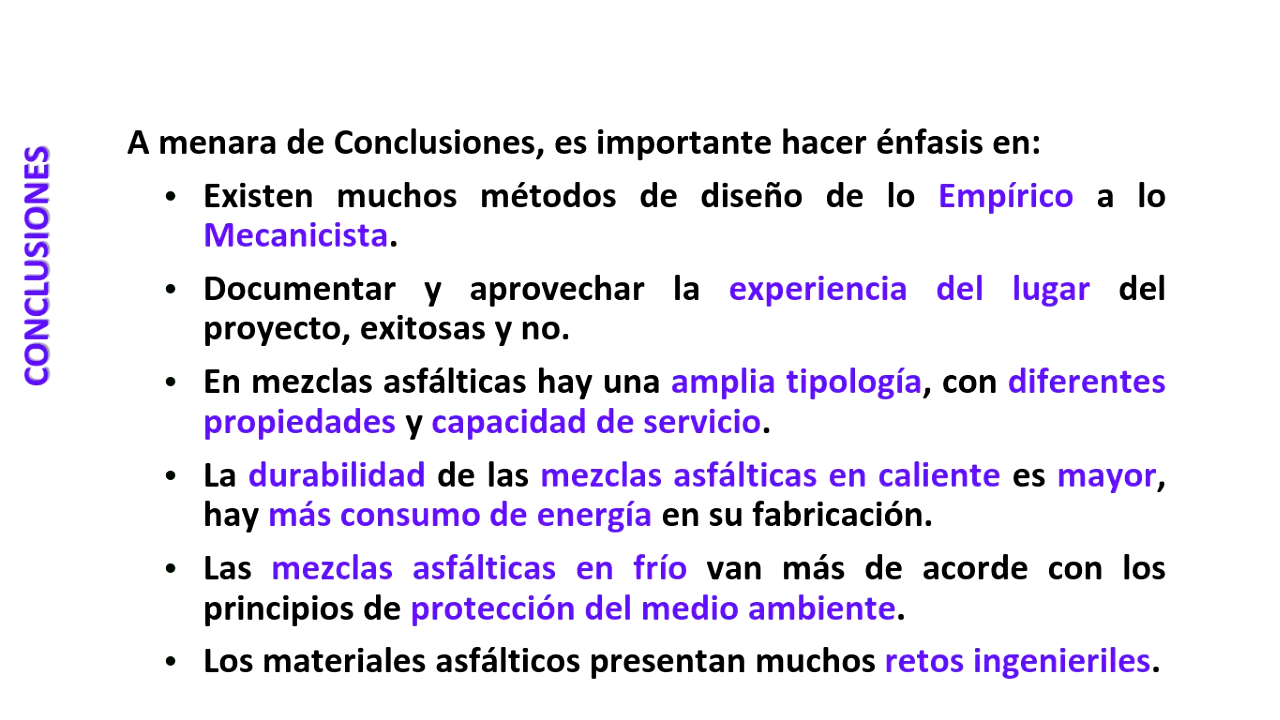 CONCLUSIONES
A menara de Conclusiones, es importante hacer énfasis en:
• Existen muchos métodos de diseño de lo Empírico a lo
Mecanicista.
• Documentar y aprovechar la experiencia del lugar del
proyecto, exitosas y no.
• En mezclas asfálticas hay una amplia tipología, con diferentes
propiedades y capacidad de servicio.
• La durabilidad de las mezclas asfálticas en caliente es mayor,
hay más consumo de energía en su fabricación.
• Las mezclas asfálticas en frío van más de acorde con los
principios de protección del medio ambiente.
• Los materiales asfálticos presentan muchos retos ingenieriles.